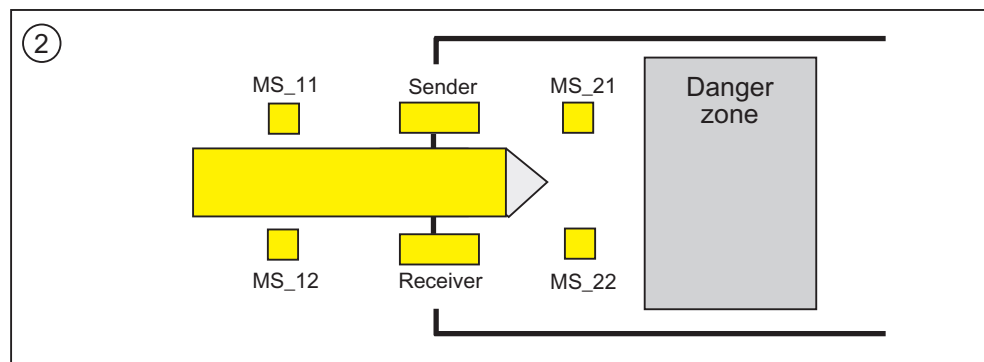 2
MS_11
Sender
MS_21
Danger
zone
MS_12
Receiver
MS_22